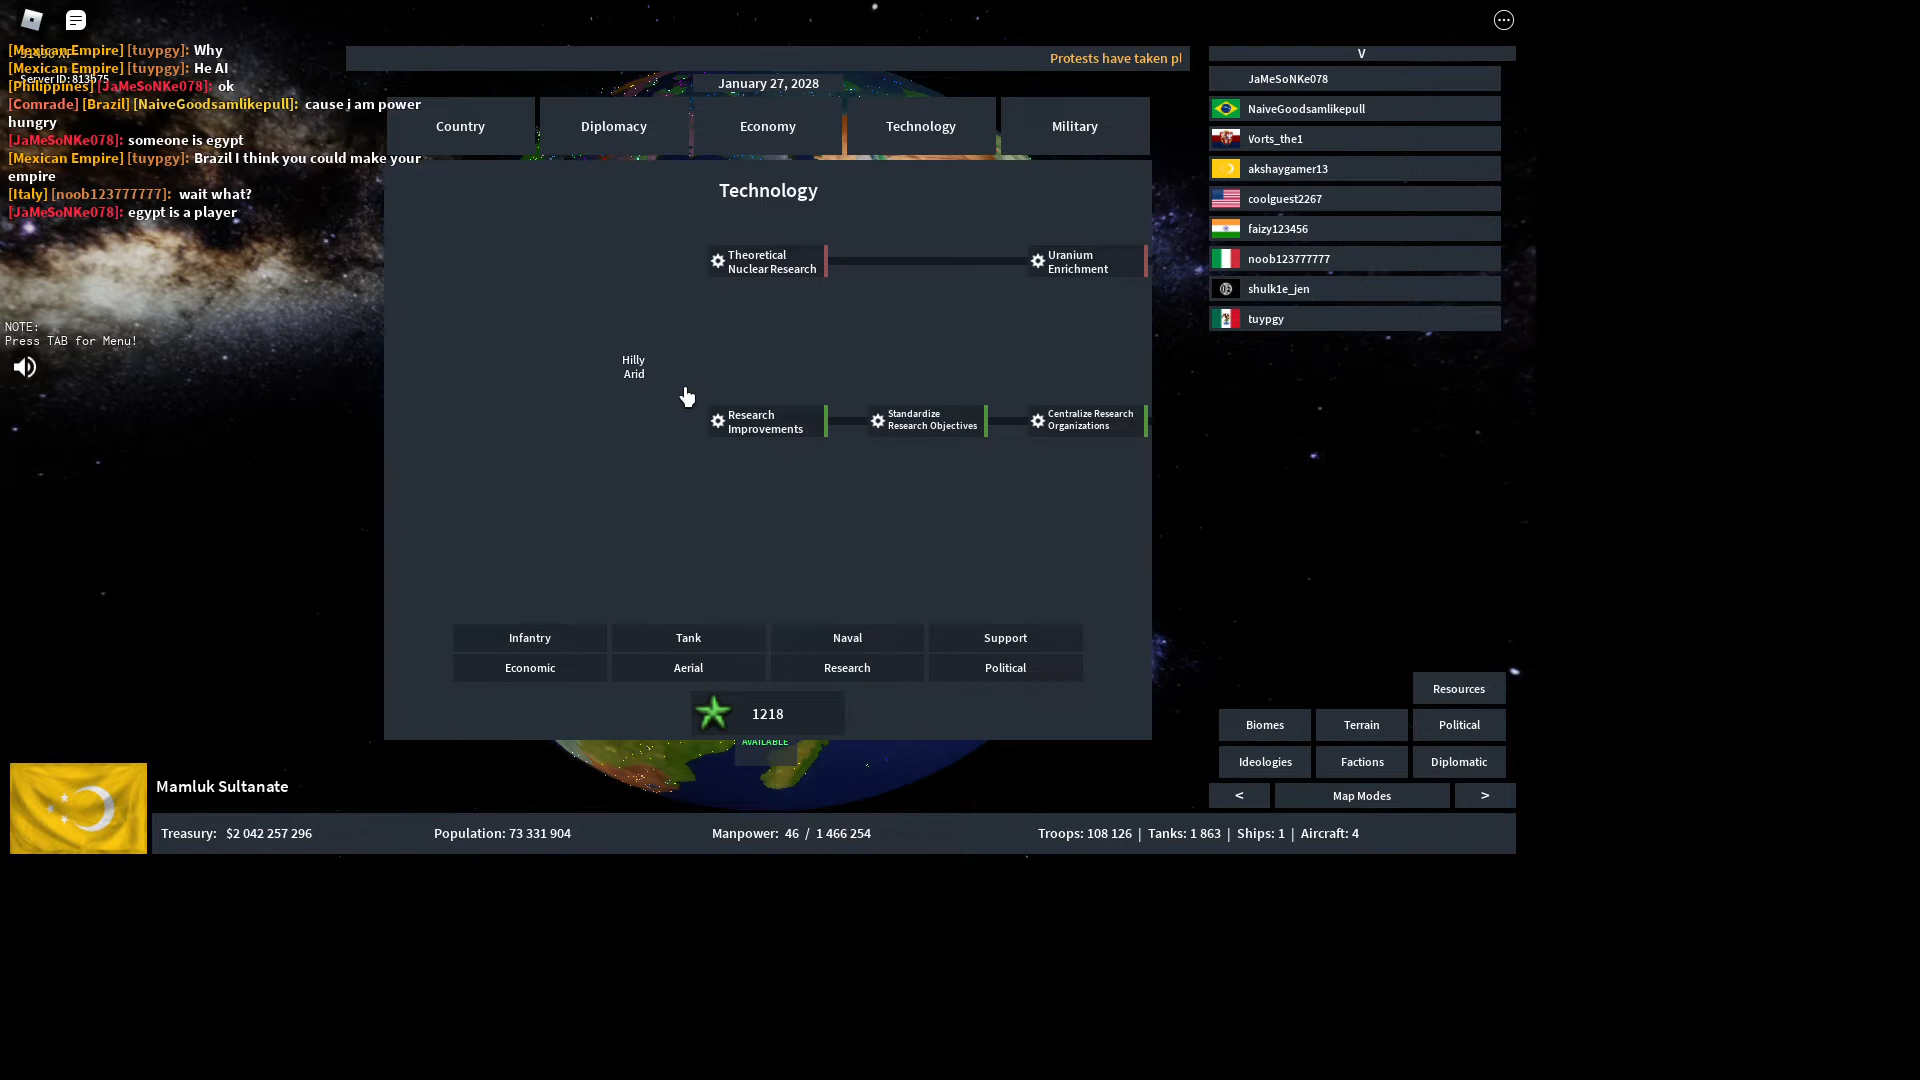 [Mexican Empire] [tuypgy]: Why
[Mexican Empire] [tuypgy]: He AI
Server ID: 813b75
[Philippines] [JaMeSoNKe078]: ok
[Comrade] [Brazil] [NaiveGoodsamlikepull]: cause i am power
hungry
[JaMeSoNKe078]: someone is egypt
[Mexican Empire] [tuypgy]: Brazil I think you could make your
empire
[Italy] [noob123777777]: wait what?
[JaMeSoNKe078]: egypt is a player
NOTE:
Press TAB for Menu!
Protests have taken pl
January 27, 2028
Country
Diplomacy
Economy
Technology
Military
Technology
Theoretical
Nuclear Research
Uranium
Enrichment
Hilly
Arid
Research
Improvements
Standardize
Research Objectives
Centralize Research
Organizations
Infantry
Tank
Naval
Support
Economic
Aerial
Research
Political
1218
AVAILABLE
V
JaMeSoNKe078
NaiveGoodsamlikepull
Vorts_the1
akshaygamer13
coolguest2267
faizy123456
noob123777777
shulk1e_jen
tuypgy
Resources
Biomes
Terrain
Political
Ideologies
Factions
Diplomatic
<
Map Modes
>
Mamluk Sultanate
Treasury: $2 042 257 296
Population: 73 331 904
Manpower: 46 / 1 466 254
Troops: 108 126 | Tanks: 1 863 | Ships: 1 | Aircraft: 4